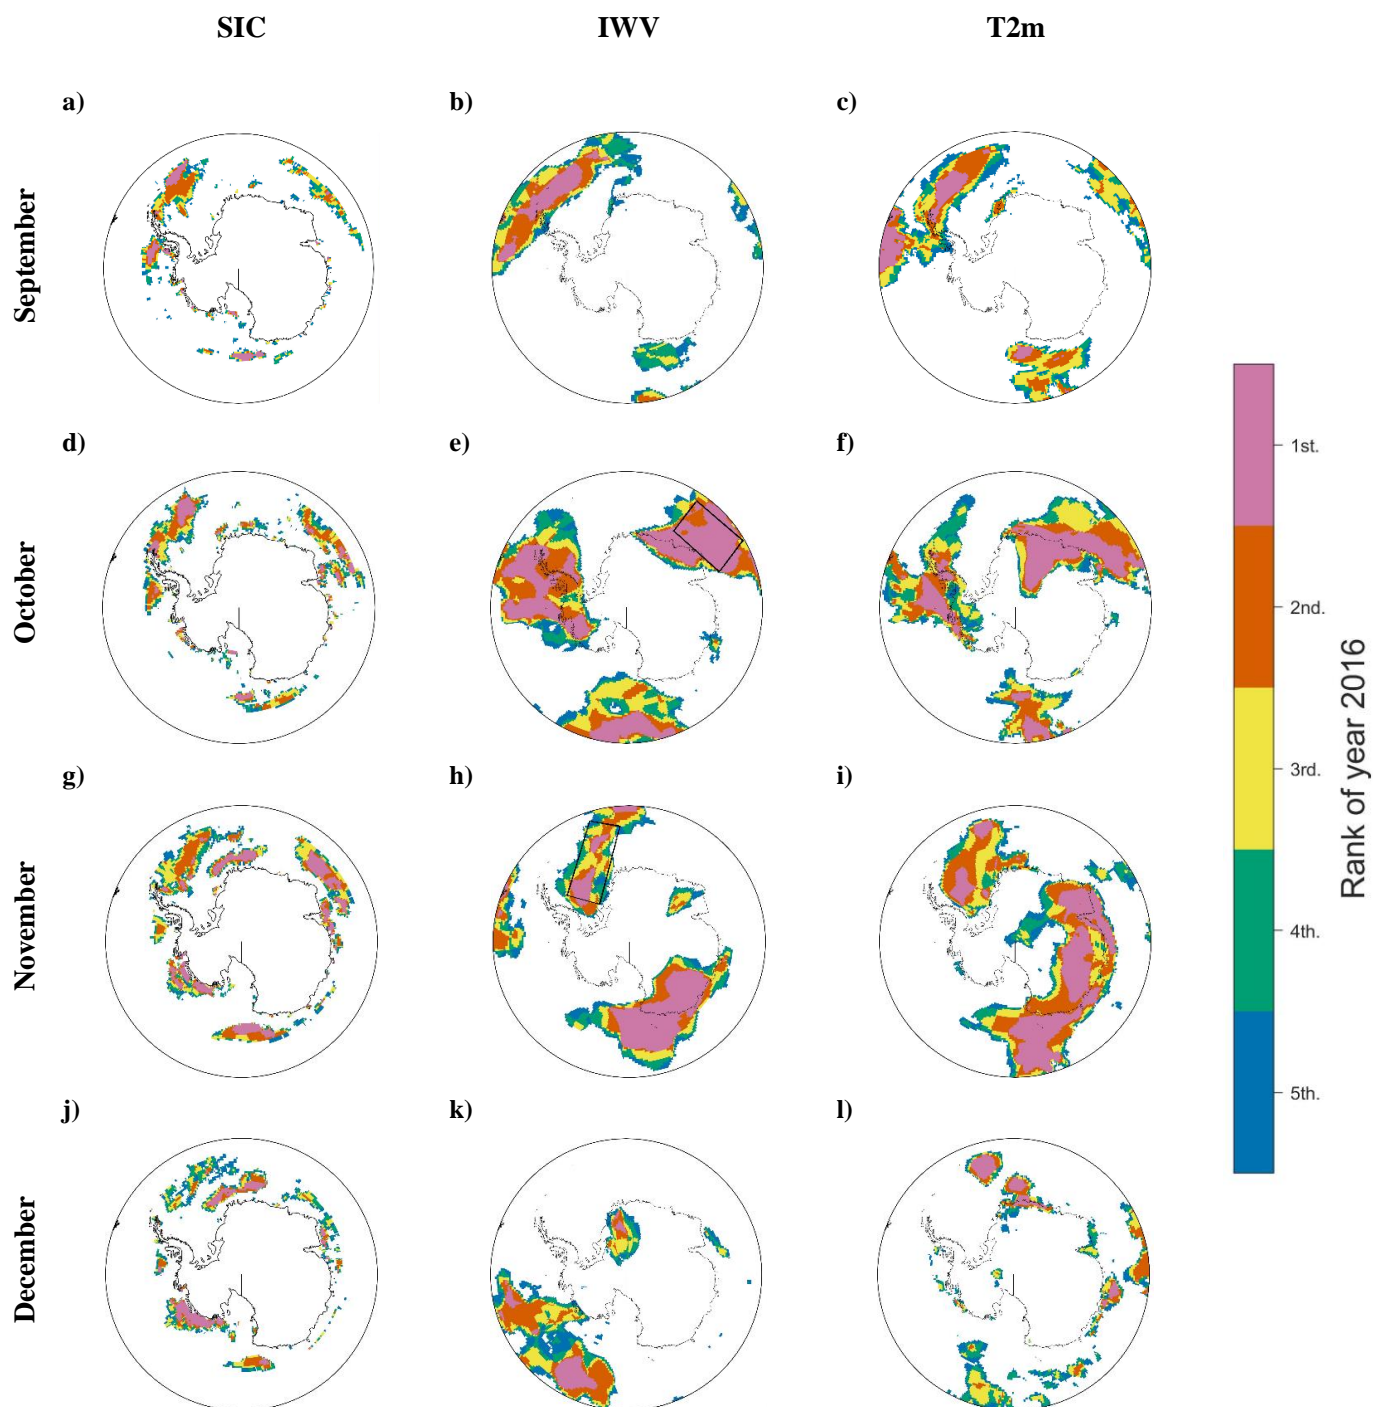 SIC IWV T2m
a) b) c)
September
d) e) f)
October
g) h) i)
November
j) k) l)
December
1st.
2nd.
3rd.
4th.
5th.
Rank of year 2016